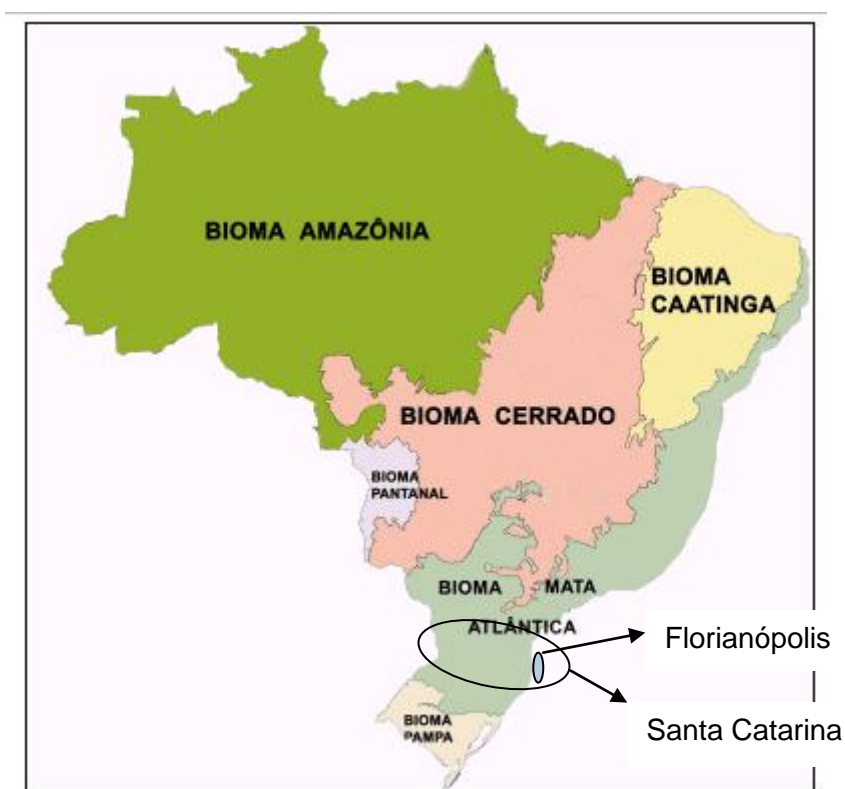 BIOMA AMAZÔNIA
BIOMA
CAATINGA
BIOMA CERRADO
BIOMA
PANTANAL
BIOMA MATA
ATLÂNTICA
Florianópolis
Santa Catarina
BIOMA
PAMPA